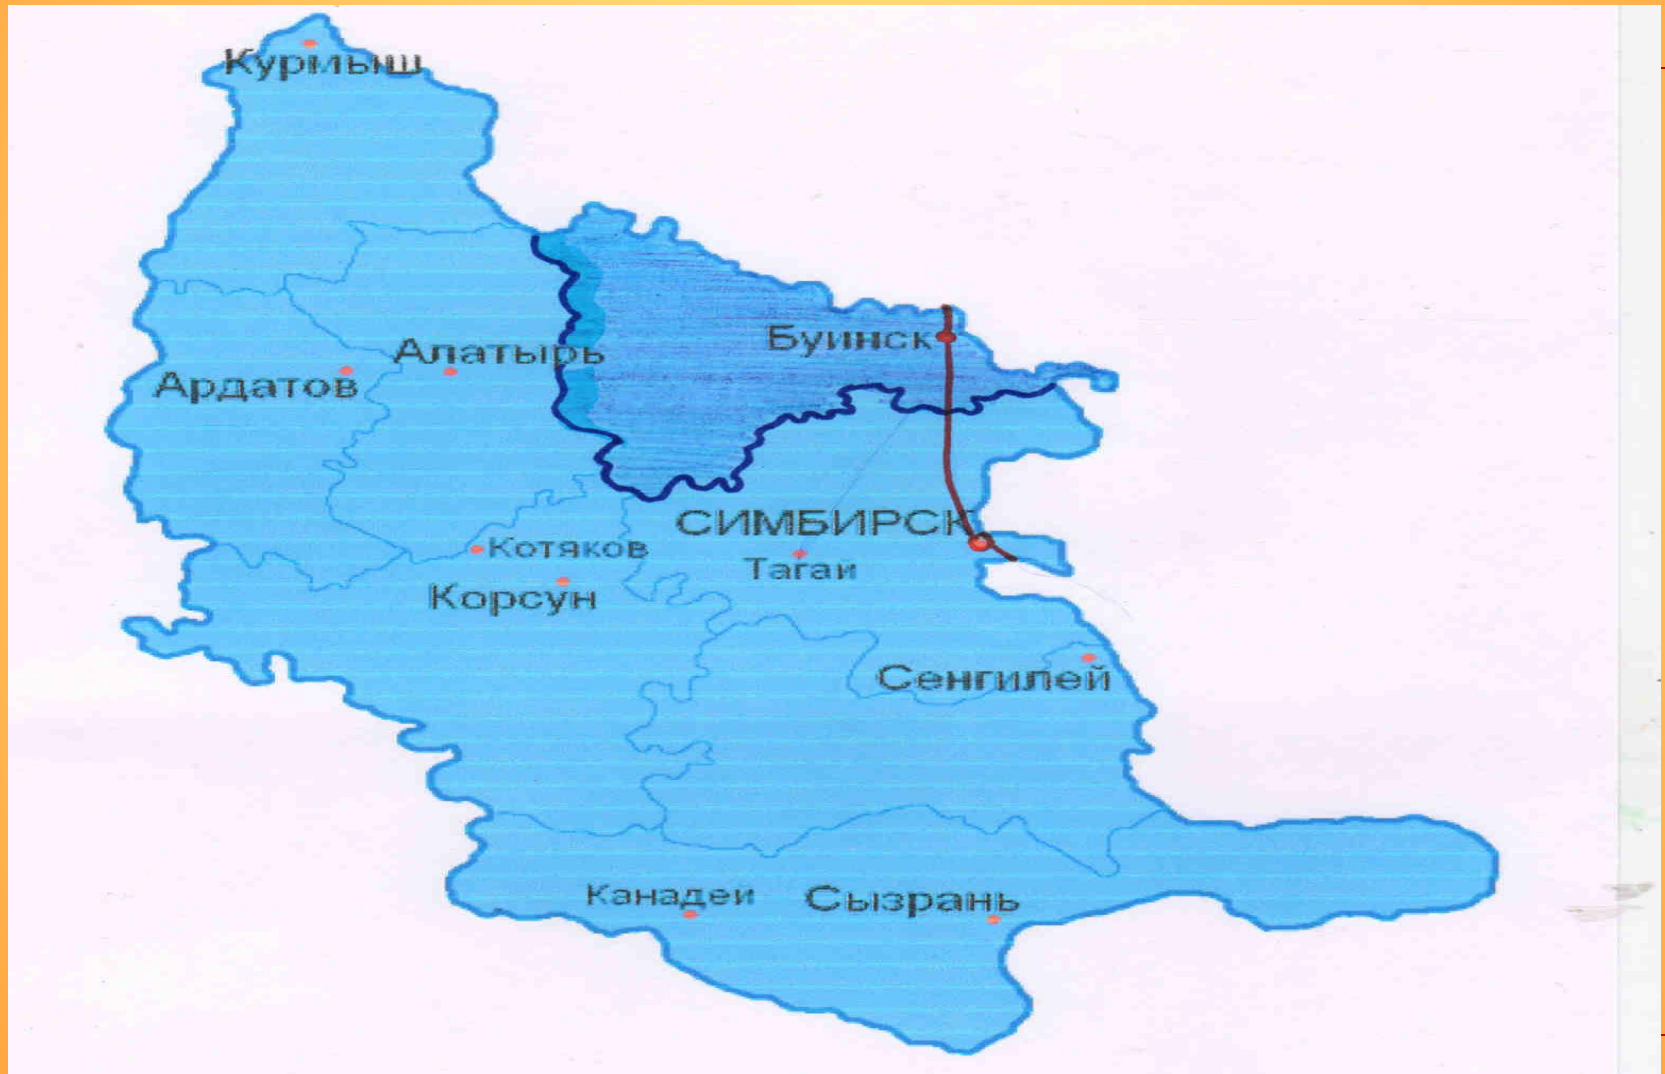 Курмыш
Буинск
Алатырь
Ардатов
СИМБИРСК
Котяков
Тагаи
Корсун
Сенгилей
Канадеи
Сызрань